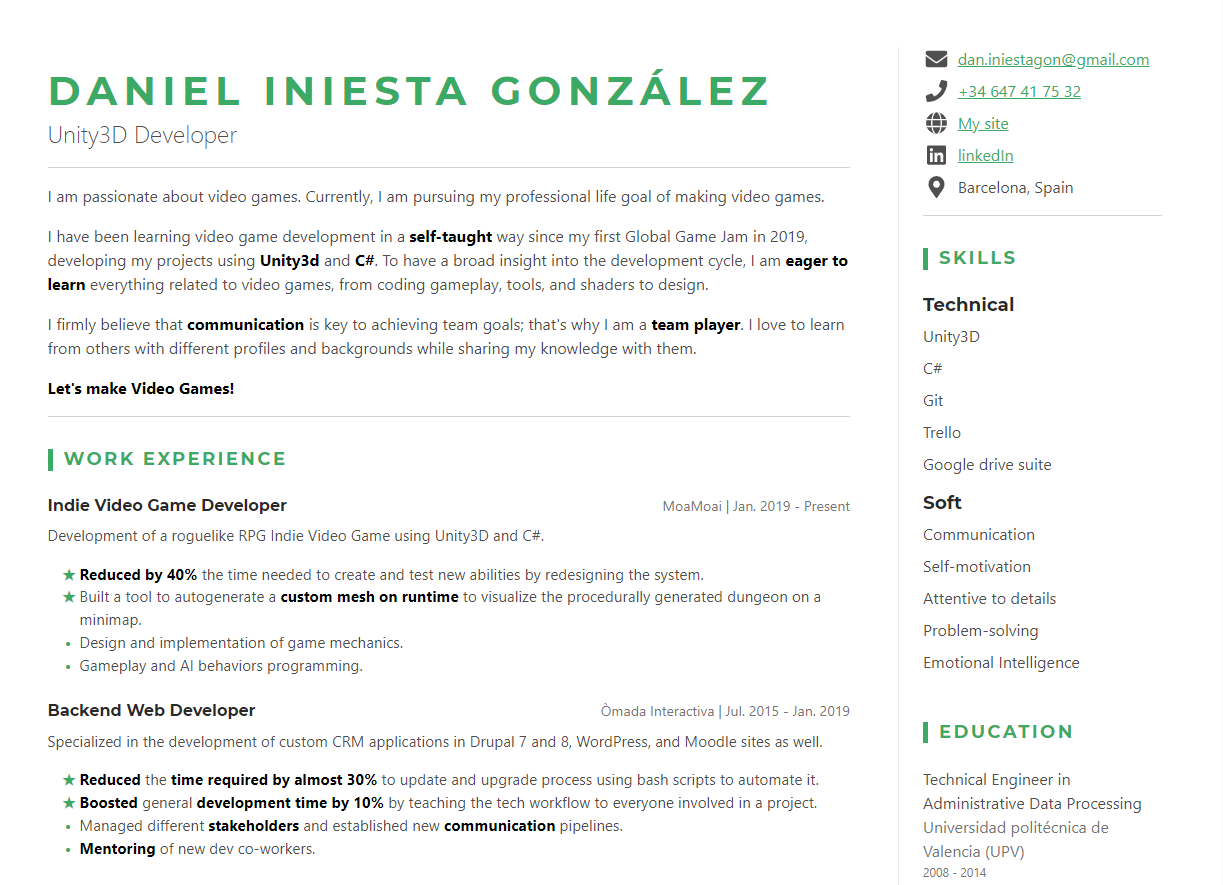 DANIEL INIESTA GONZÁLEZ
Unity3D Developer
I am passionate about video games. Currently, I am pursuing my professional life goal of making video games.
I have been learning video game development in a self-taught way since my first Global Game Jam in 2019,
developing my projects using Unity3d and C#. To have a broad insight into the development cycle, I am eager to
learn everything related to video games, from coding gameplay, tools, and shaders to design.
I firmly believe that communication is key to achieving team goals; that's why I am a team player. I love to learn
from others with different profiles and backgrounds while sharing my knowledge with them.
Let's make Video Games!
WORK EXPERIENCE
Indie Video Game Developer
MoaMoai | Jan. 2019 - Present
Development of a roguelike RPG Indie Video Game using Unity3D and C#.
★ Reduced by 40% the time needed to create and test new abilities by redesigning the system.
★ Built a tool to autogenerate a custom mesh on runtime to visualize the procedurally generated dungeon on a
minimap.
• Design and implementation of game mechanics.
• Gameplay and AI behaviors programming.
Backend Web Developer
Òmada Interactiva | Jul. 2015 - Jan. 2019
Specialized in the development of custom CRM applications in Drupal 7 and 8, WordPress, and Moodle sites as well.
★ Reduced the time required by almost 30% to update and upgrade process using bash scripts to automate it.
★ Boosted general development time by 10% by teaching the tech workflow to everyone involved in a project.
• Managed different stakeholders and established new communication pipelines.
• Mentoring of new dev co-workers.
dan.iniestagon@gmail.com
+34 647 41 75 32
My site
linkedIn
Barcelona, Spain
SKILLS
Technical
Unity3D
C#
Git
Trello
Google drive suite
Soft
Communication
Self-motivation
Attentive to details
Problem-solving
Emotional Intelligence
EDUCATION
Technical Engineer in
Administrative Data Processing
Universidad politécnica de
Valencia (UPV)
2008 - 2014